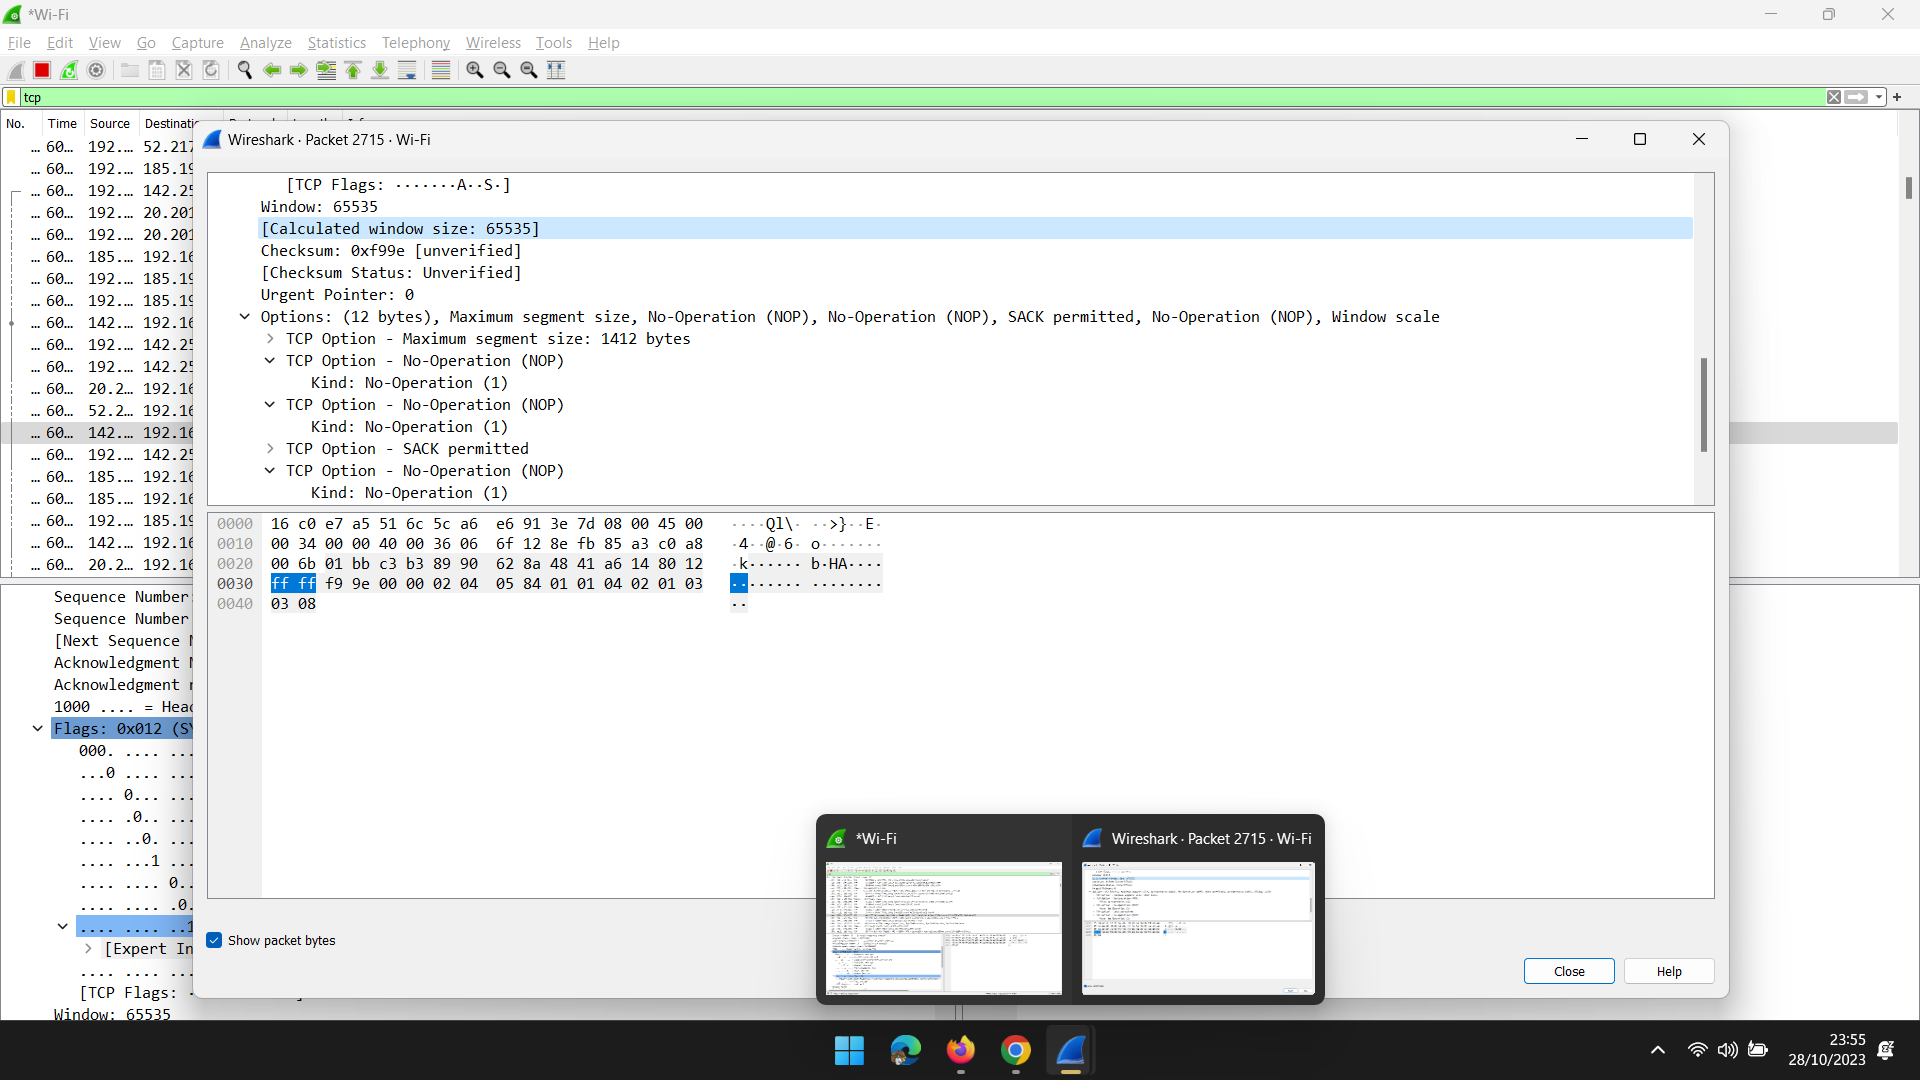 *Wi-Fi
File Edit View Go Capture Analyze Statistics Telephony Wireless Tools Help
tcp
No. Time Source
Wireshark · Packet 2715 · Wi-Fi
... 60... 192.... 52.217
... 60... 192.... 185.19
... 60... 192.... 142.25
... 60... 192.... 20.201
... 60... 192.... 20.201
... 60... 185.... 192.16
... 60... 192.... 185.19
... 60... 192.... 185.19
... 60... 142.... 192.16
... 60... 192.... 142.25
... 60... 192.... 142.25
... 60... 20.2... 192.16
... 60... 52.2... 192.16
... 60... 142.... 192.16
... 60... 192.... 142.25
... 60... 185.... 192.16
... 60... 185.... 192.16
... 60... 192.... 185.19
... 60... 142.... 192.16
... 60... 20.2... 192.16
[TCP Flags: ·······A··S·]
Window: 65535
[Calculated window size: 65535]
Checksum: 0xf99e [unverified]
[Checksum Status: Unverified]
Urgent Pointer: 0
Options: (12 bytes), Maximum segment size, No-Operation (NOP), No-Operation (NOP), SACK permitted, No-Operation (NOP), Window scale
TCP Option - Maximum segment size: 1412 bytes
TCP Option - No-Operation (NOP)
Kind: No-Operation (1)
TCP Option - No-Operation (NOP)
Kind: No-Operation (1)
TCP Option - SACK permitted
TCP Option - No-Operation (NOP)
Kind: No-Operation (1)
0000 16 c0 e7 a5 51 6c 5c a6 e6 91 3e 7d 08 00 45 00 ····Ql\· ··>}··E·
0010 00 34 00 00 40 00 36 06 6f 12 8e fb 85 a3 c0 a8 ·4··@·6· o·······
0020 00 6b 01 bb c3 b3 89 90 62 8a 48 41 a6 14 80 12 ·k······ b·HA····
0030 ff ff f9 9e 00 00 02 04 05 84 01 01 04 02 01 03 ········ ········
0040 03 08 ··
Show packet bytes
Close Help
Sequence Number:
Sequence Number
[Next Sequence
Acknowledgment
Acknowledgment
1000 .... =
Flags: 0x012
000. .... ...
...0 .... ...
.... 0... ...
.... .0.. ...
.... ..0. ...
.... ...1 ...
.... .... 0..
.... .... .0.
.... .... ..1
[Expert
.... .... ...
[TCP Flags: ·
Window: 65535
*Wi-Fi
Wireshark · Packet 2715 · Wi-Fi
23:55
28/10/2023